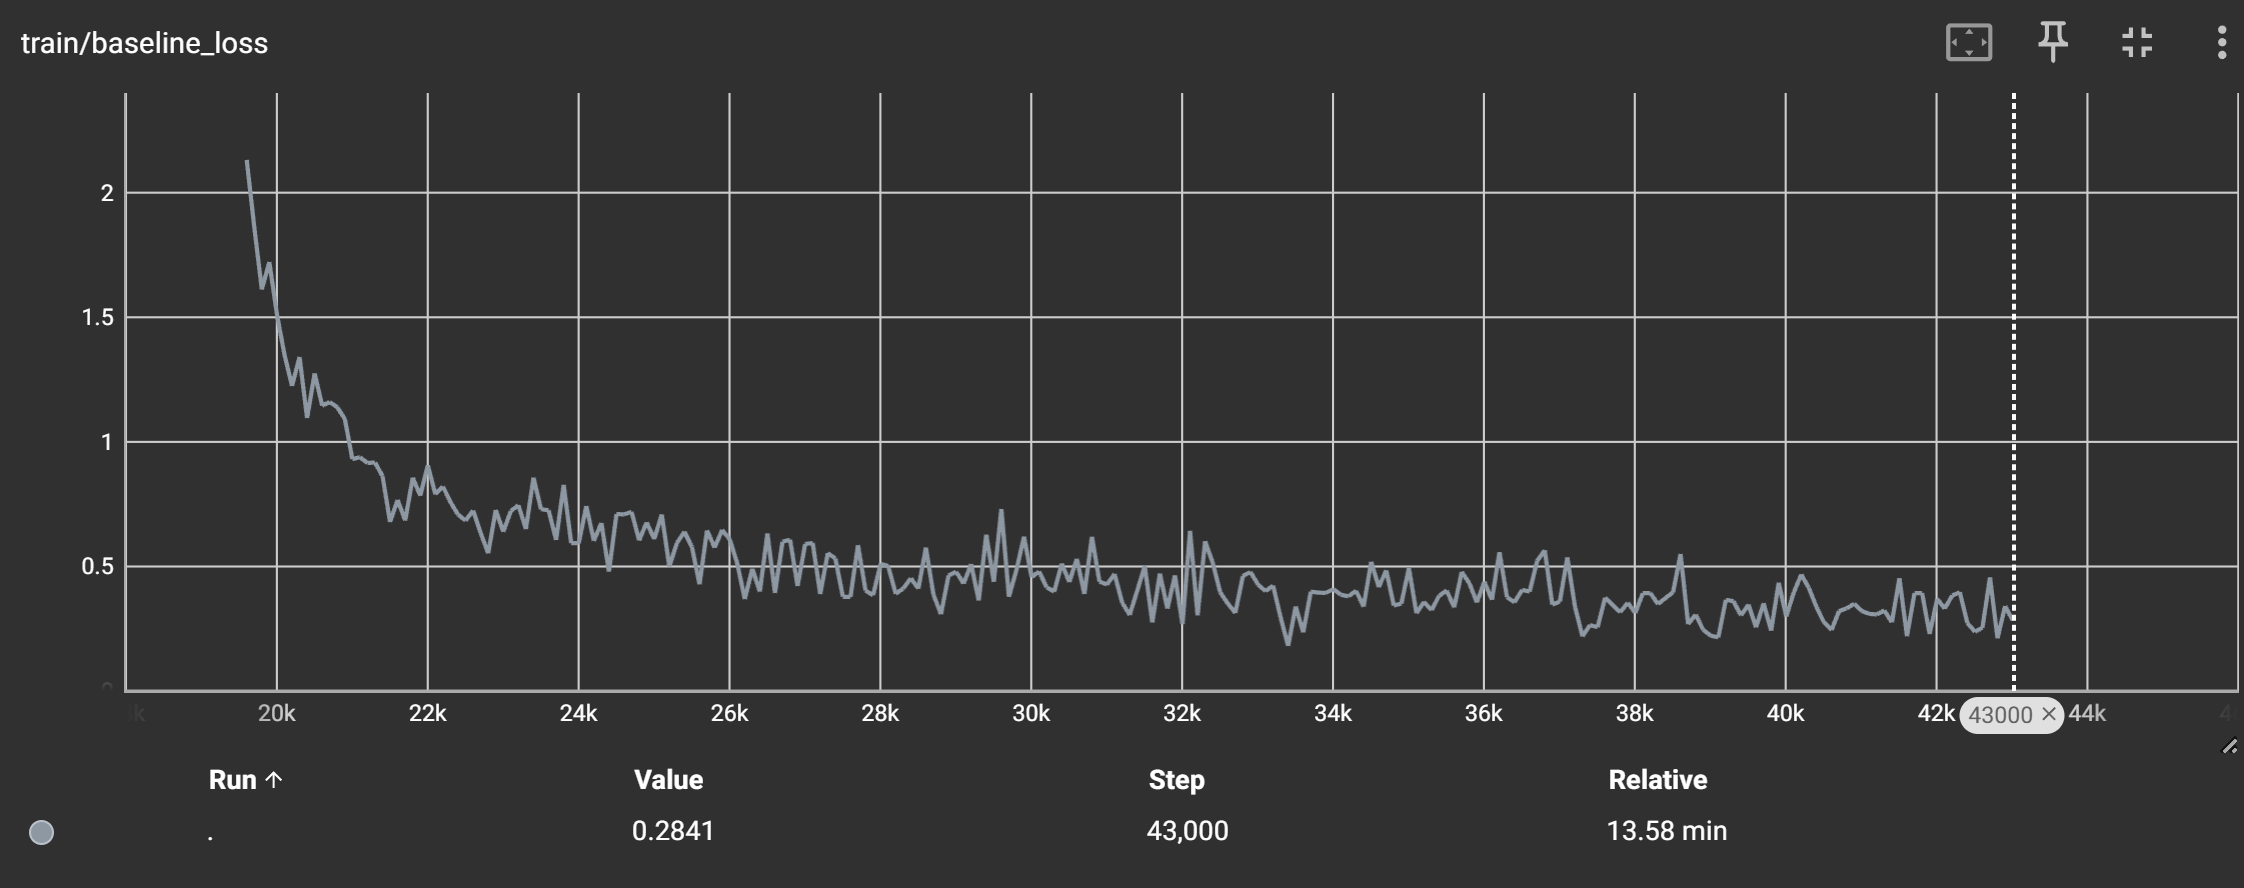 train/baseline_loss
2
1.5
1
0.5
0
20k 22k 24k 26k 28k 30k 32k 34k 36k 38k 40k 42k 43000 × 44k
Run ↑ Value Step Relative
. 0.2841 43,000 13.58 min